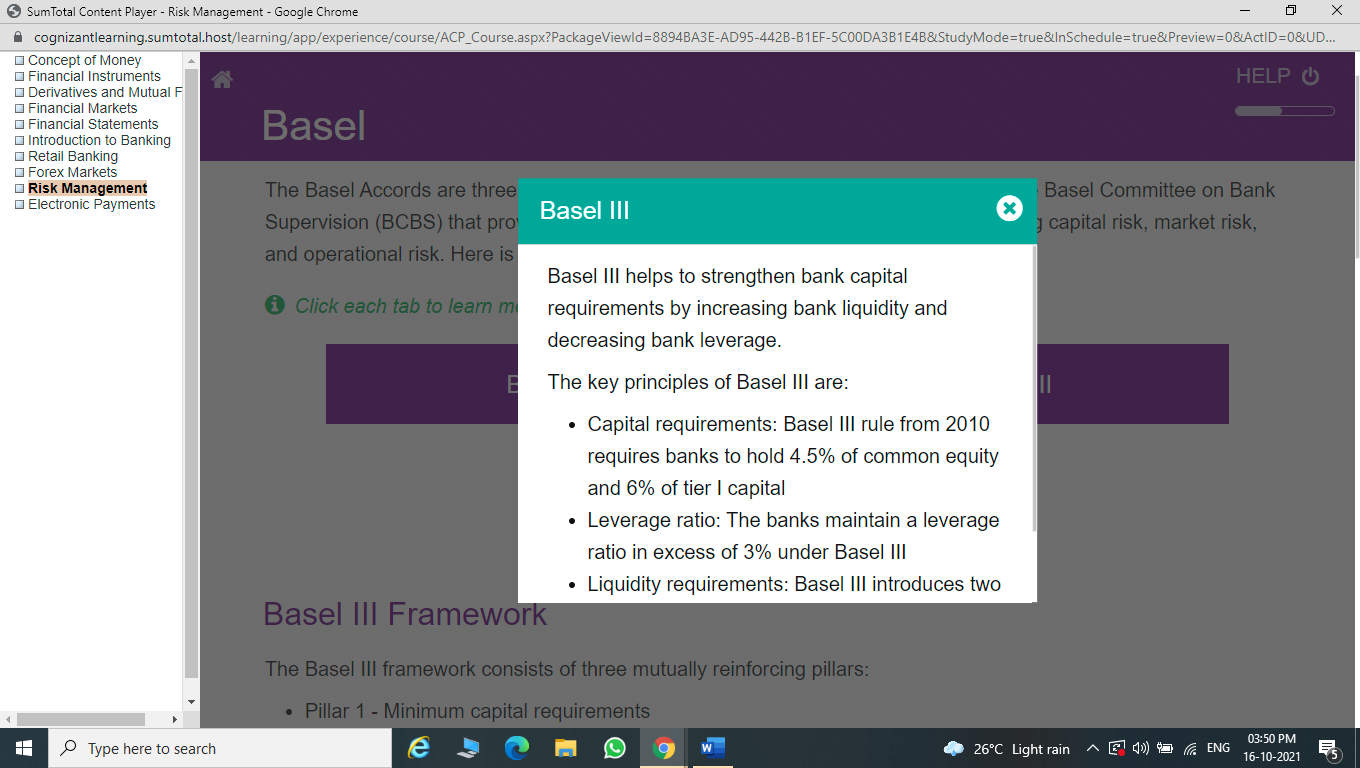 SumTotal Content Player - Risk Management - Google Chrome
cognizantlearning.sumtotal.host/learning/app/experience/course/ACP_Course.aspx?PackageViewId=8894BA3E-AD95-442B-B1EF-5C00DA3B1E4B&StudyMode=true&InSchedule=true&Preview=0&ActID=0&UD...
Concept of Money
Financial Instruments
Derivatives and Mutual F
Financial Markets
Financial Statements
Introduction to Banking
Retail Banking
Forex Markets
Risk Management
Electronic Payments
HELP
Basel
The Basel Accords are three Basel Committee on Bank
Supervision (BCBS) that capital risk, market risk,
and operational risk. Here is
Click each tab to learn
Basel III
Basel III helps to strengthen bank capital
requirements by increasing bank liquidity and
decreasing bank leverage.
The key principles of Basel III are:
• Capital requirements: Basel III rule from 2010
requires banks to hold 4.5% of common equity
and 6% of tier I capital
• Leverage ratio: The banks maintain a leverage
ratio in excess of 3% under Basel III
• Liquidity requirements: Basel III introduces two
Basel III Framework
The Basel III framework consists of three mutually reinforcing pillars:
• Pillar 1 - Minimum capital requirements
Type here to search
26°C Light rain
ENG
03:50 PM
16-10-2021
5